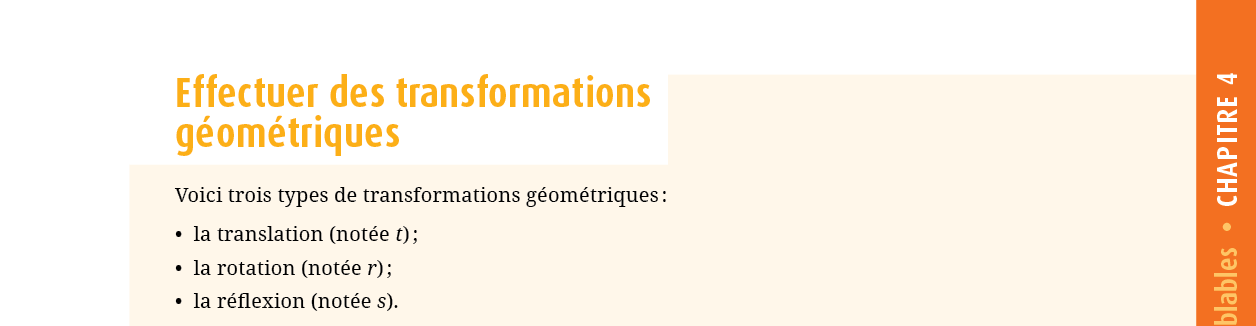 Effectuer des transformations
géométriques
Voici trois types de transformations géométriques :
• la translation (notée t) ;
• la rotation (notée r) ;
• la réflexion (notée s).
CHAPITRE 4
•